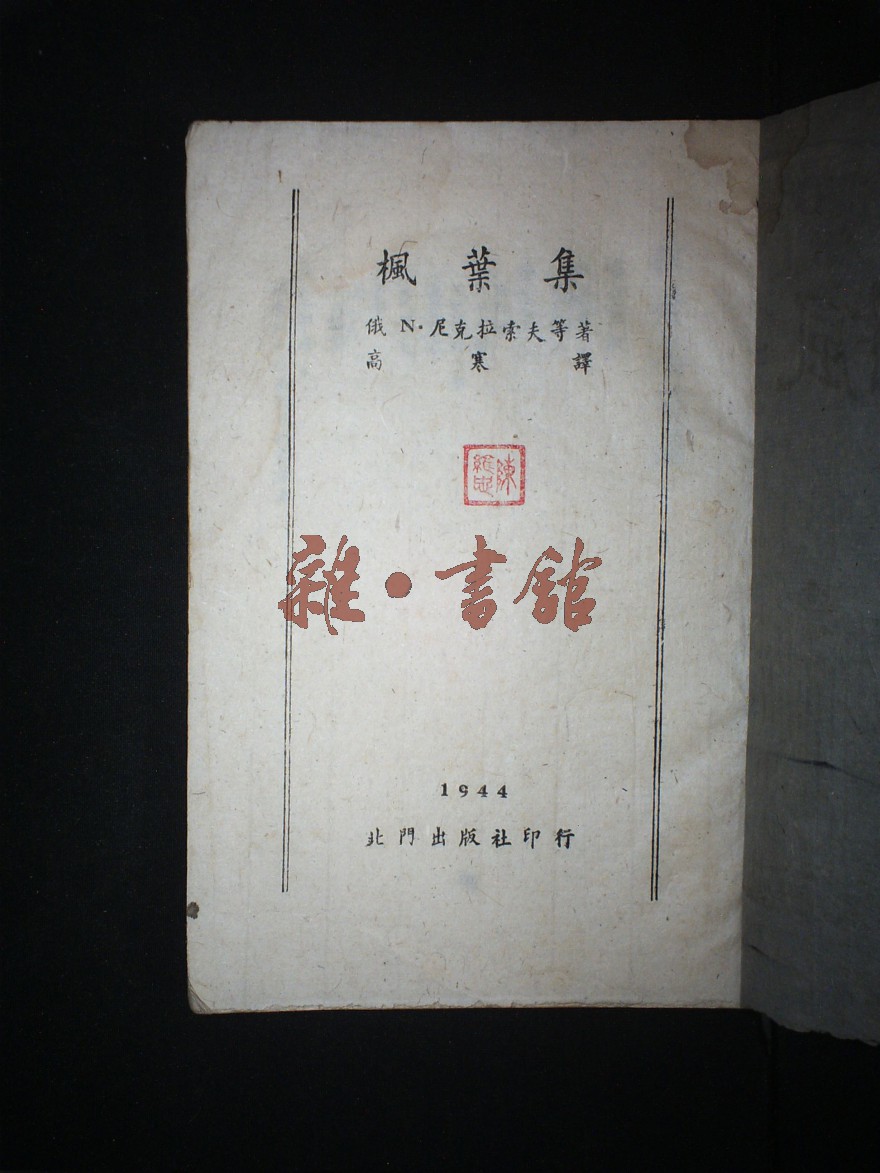 楓葉集
俄 N·尼克拉索夫等著
高寒譯
雜·書館
1944
北門出版社印行